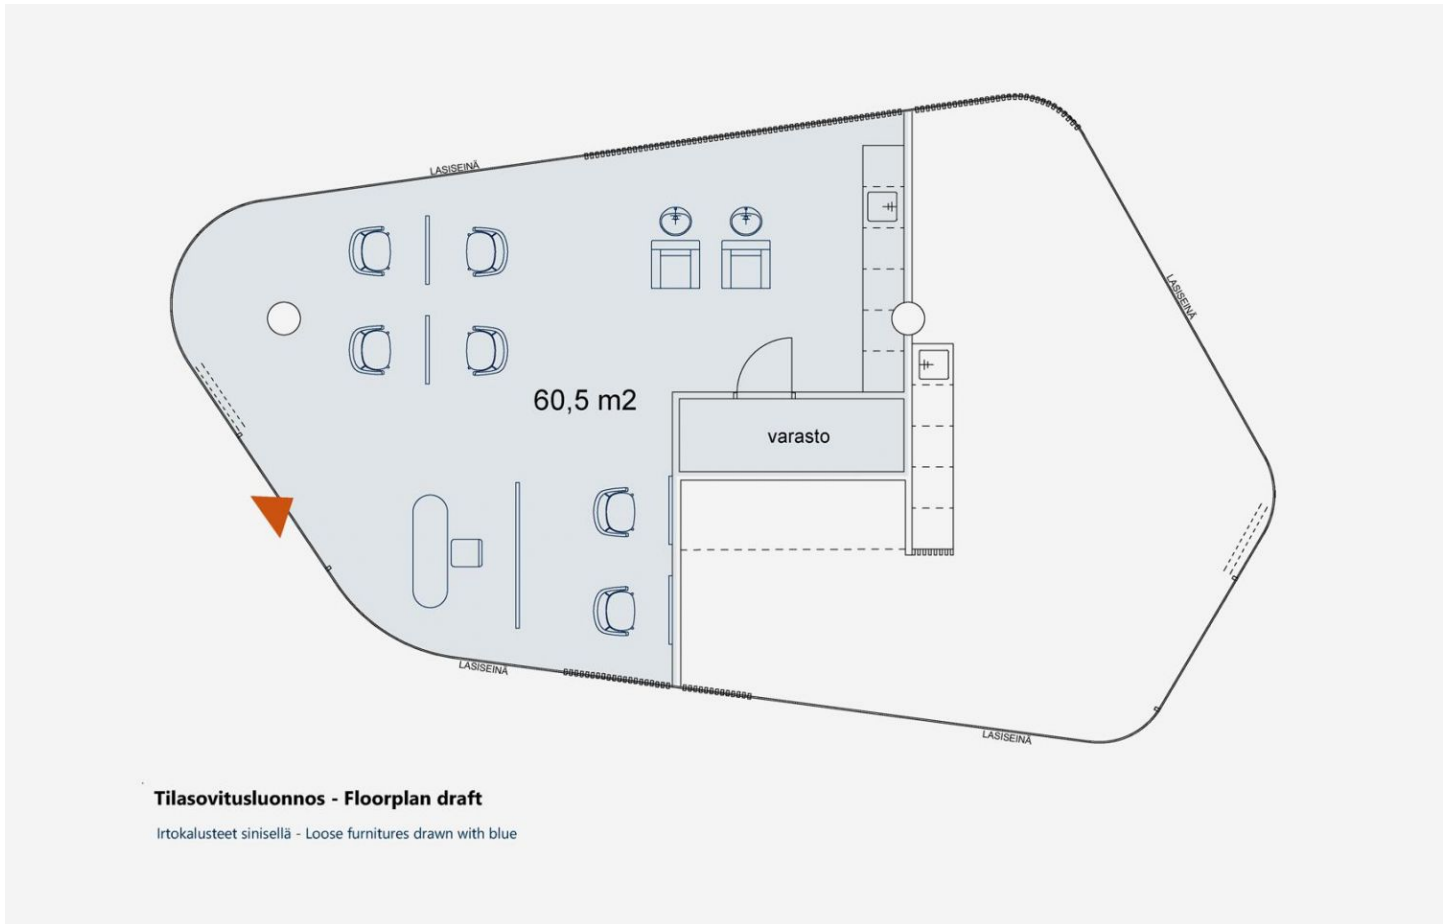 LASISEINÄ
LASISEINÄ
60,5 m2
varasto
LASISEINÄ
LASISEINÄ
Tilasovitusluonnos - Floorplan draft
Irtokalusteet sinisellä - Loose furnitures drawn with blue